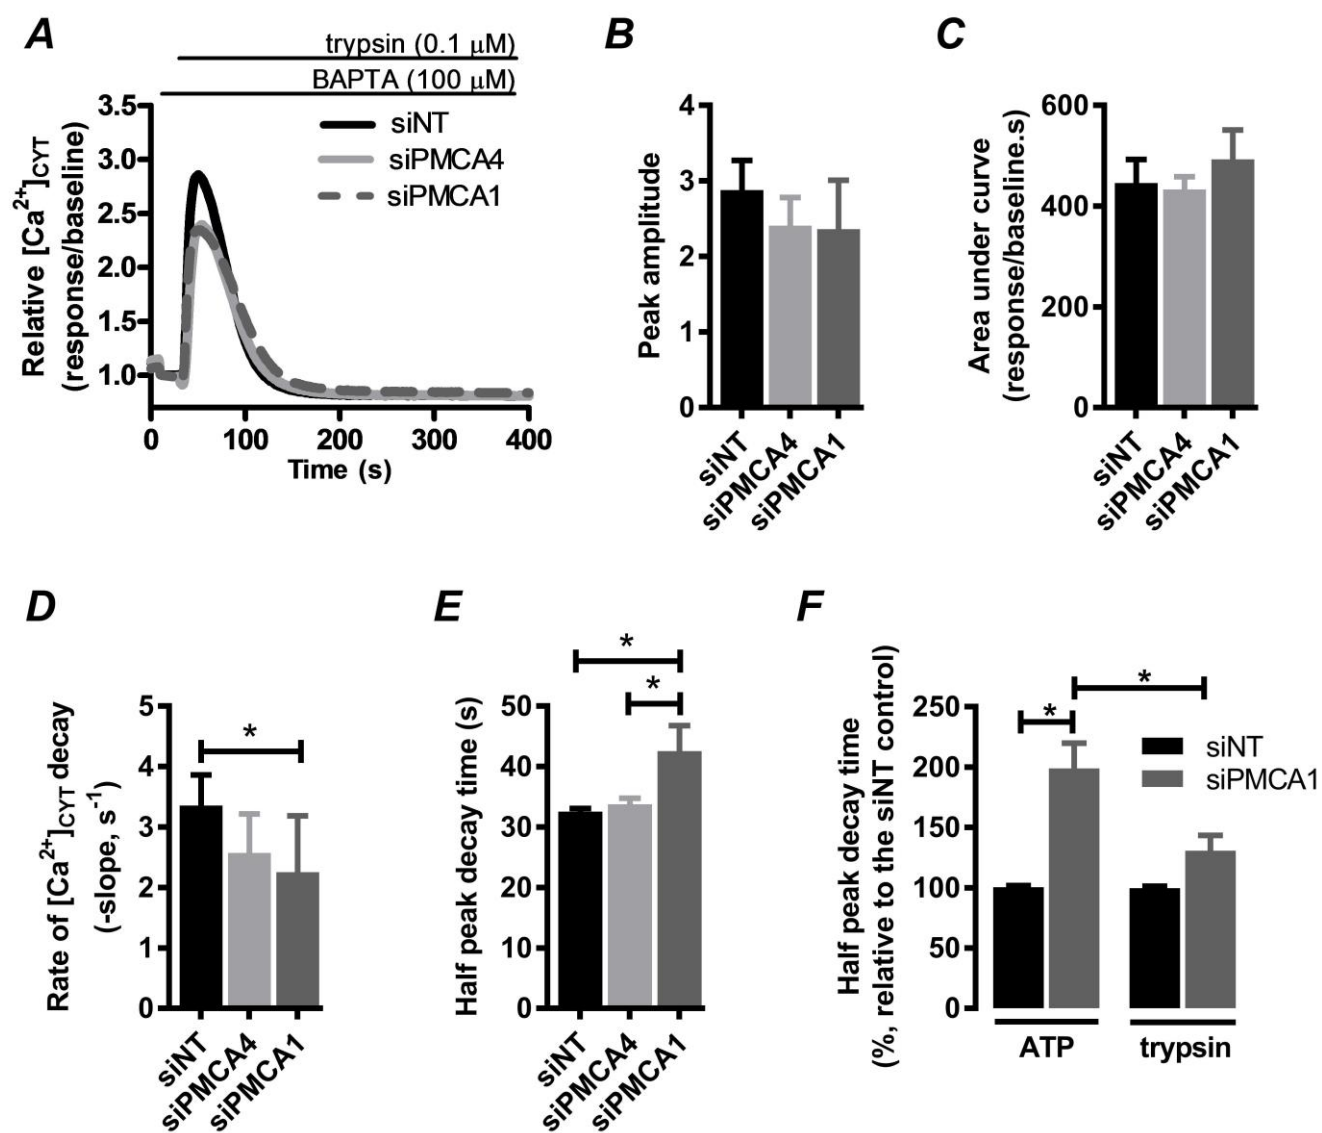 A
trypsin (0.1 μM)
BAPTA (100 μM)
siNT
siPMCA4
siPMCA1
Relative [Ca2+]CYT
(response/baseline)
3.5
3.0
2.5
2.0
1.5
1.0
0
100
200
300
400
Time (s)
B
Peak amplitude
4
3
2
1
0
siNT
siPMCA4
siPMCA1
C
Area under curve
(response/baseline.s)
600
400
200
0
siNT
siPMCA4
siPMCA1
D
Rate of [Ca2+]CYT decay
(-slope, s-1)
5
4
3
2
1
0
*
siNT
siPMCA4
siPMCA1
E
Half peak decay time (s)
50
40
30
20
10
0
*
*
siNT
siPMCA4
siPMCA1
F
Half peak decay time
(%, relative to the siNT control)
250
200
150
100
50
0
*
*
siNT
siPMCA1
ATP
trypsin